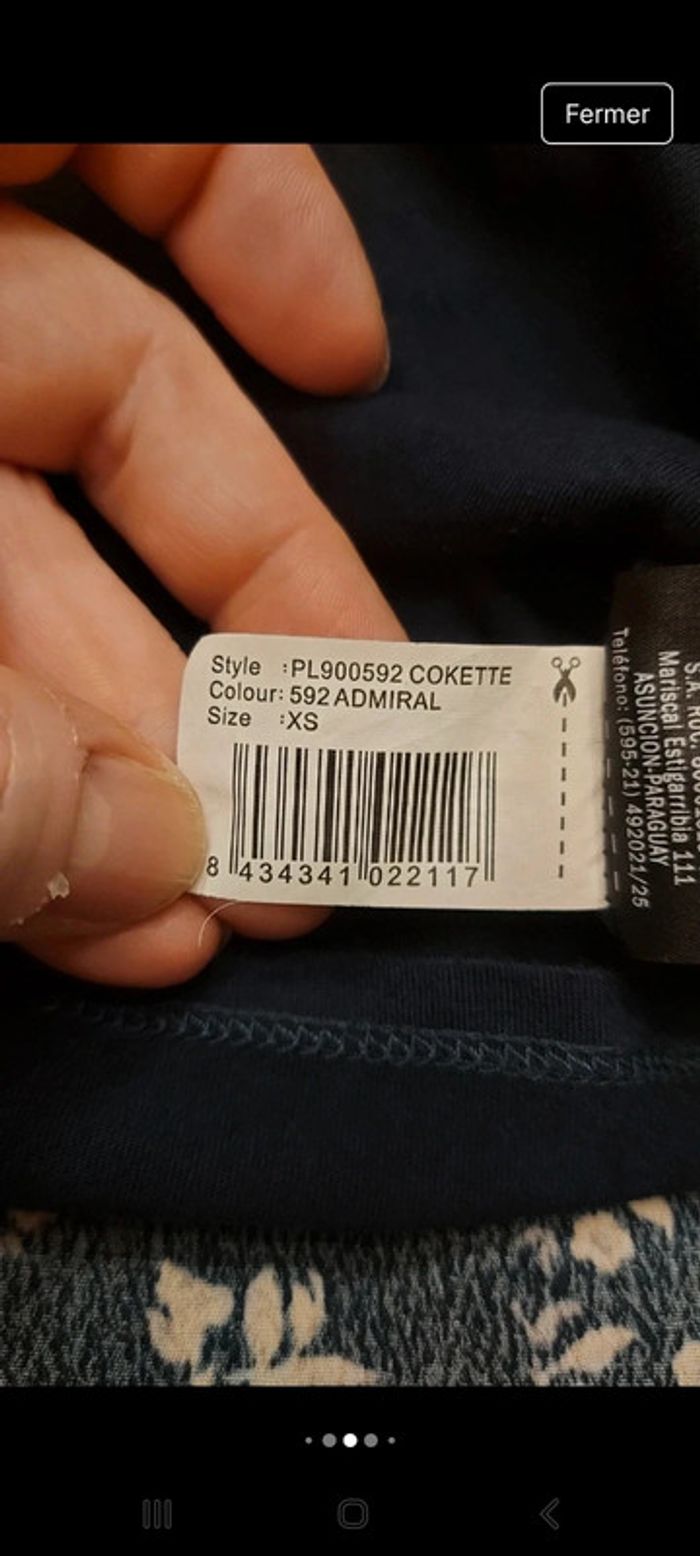 Fermer
Style :PL900592 COKETTE
Colour: 592 ADMIRAL
Size :XS
8 434341 022117
Mariscal Estigarribia 111
ASUNCION-PARAGUAY
Teléfono: (595-21) 492021/25